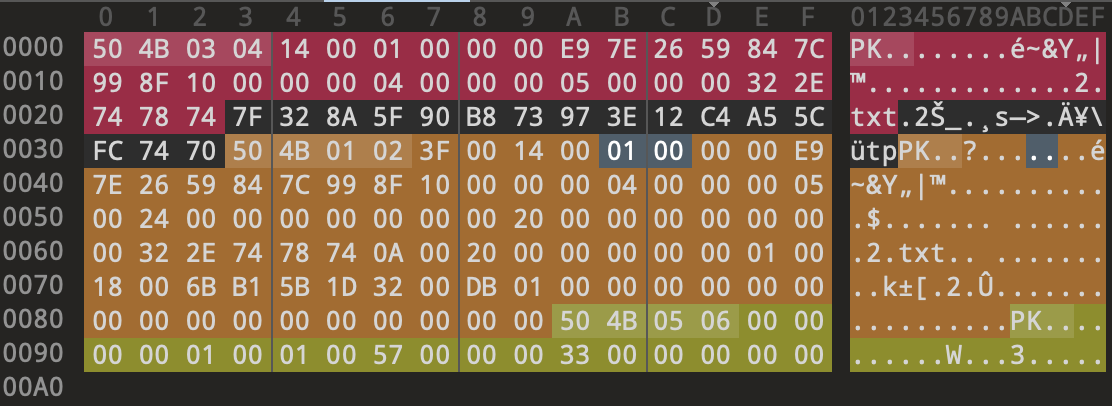 0 1 2 3 4 5 6 7 8 9 A B C D E F 0123456789ABCDEF
0000 50 4B 03 04 14 00 01 00 00 00 E9 7E 26 59 84 7C PK........é~&Y„|
0010 99 8F 10 00 00 00 04 00 00 00 05 00 00 00 32 2E ™.............2.
0020 74 78 74 7F 32 8A 5F 90 B8 73 97 3E 12 C4 A5 5C txt.2Š_.¸s—>.Ä¥\
0030 FC 74 70 50 4B 01 02 3F 00 14 00 01 00 00 00 E9 ütpPK..?.......é
0040 7E 26 59 84 7C 99 8F 10 00 00 00 04 00 00 00 05 ~&Y„|™..........
0050 00 24 00 00 00 00 00 00 00 20 00 00 00 00 00 00 .$....... ......
0060 00 32 2E 74 78 74 0A 00 20 00 00 00 00 00 01 00 .2.txt.. .......
0070 18 00 6B B1 5B 1D 32 00 DB 01 00 00 00 00 00 00 ..k±[.2.Û.......
0080 00 00 00 00 00 00 00 00 00 00 50 4B 05 06 00 00 ..........PK....
0090 00 00 01 00 01 00 57 00 00 00 33 00 00 00 00 00 ......W...3.....
00A0